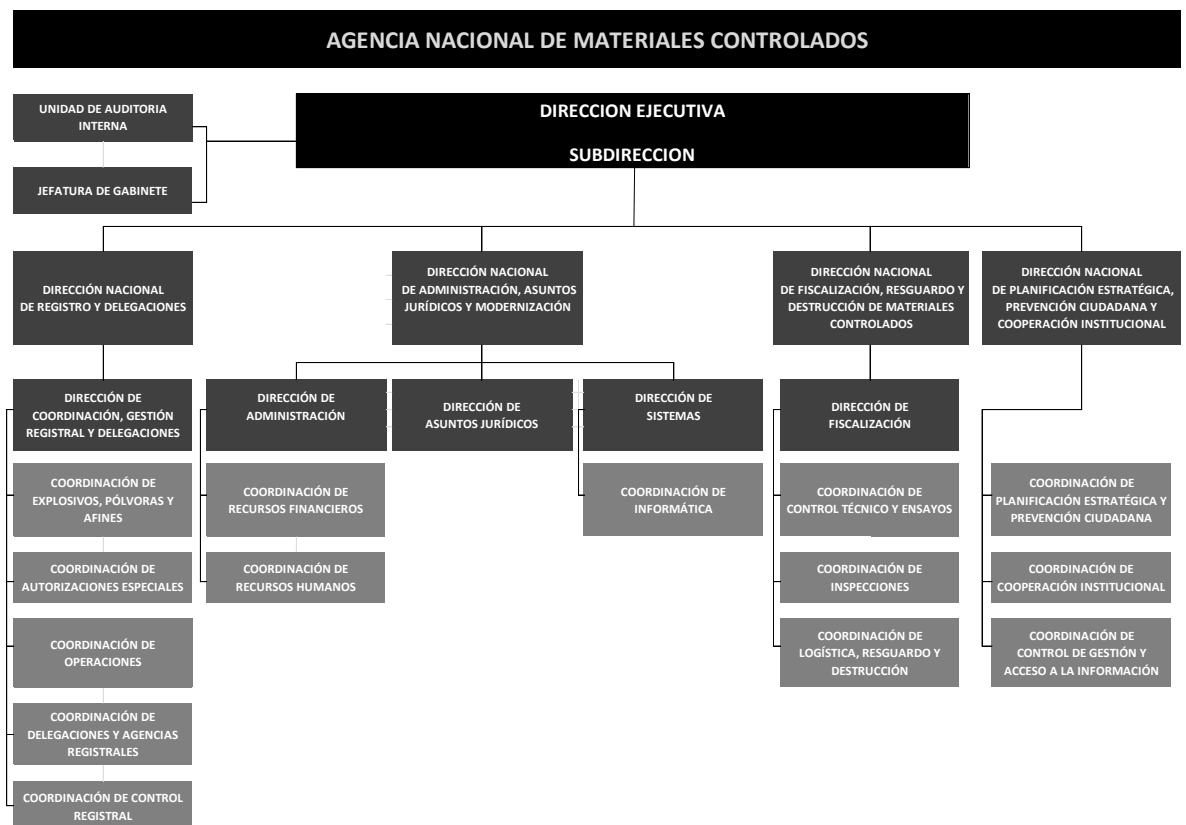 AGENCIA NACIONAL DE MATERIALES CONTROLADOS
UNIDAD DE AUDITORIA
INTERNA
DIRECCION EJECUTIVA
SUBDIRECCION
JEFATURA DE GABINETE
DIRECCIÓN NACIONAL
DE REGISTRO Y DELEGACIONES
DIRECCIÓN NACIONAL
DE ADMINISTRACIÓN, ASUNTOS
JURÍDICOS Y MODERNIZACIÓN
DIRECCIÓN NACIONAL
DE FISCALIZACIÓN, RESGUARDO Y
DESTRUCCIÓN DE MATERIALES
CONTROLADOS
DIRECCIÓN NACIONAL
DE PLANIFICACIÓN ESTRATÉGICA,
PREVENCIÓN CIUDADANA Y
COOPERACIÓN INSTITUCIONAL
DIRECCIÓN DE
COORDINACIÓN, GESTIÓN
REGISTRAL Y DELEGACIONES
DIRECCIÓN DE
ADMINISTRACIÓN
DIRECCIÓN DE
ASUNTOS JURÍDICOS
DIRECCIÓN DE
SISTEMAS
DIRECCIÓN DE
FISCALIZACIÓN
COORDINACIÓN DE
EXPLOSIVOS, PÓLVORAS Y
AFINES
COORDINACIÓN DE
RECURSOS FINANCIEROS
COORDINACIÓN DE
INFORMÁTICA
COORDINACIÓN DE
CONTROL TÉCNICO Y ENSAYOS
COORDINACIÓN DE
PLANIFICACIÓN ESTRATÉGICA Y
PREVENCIÓN CIUDADANA
COORDINACIÓN DE
AUTORIZACIONES ESPECIALES
COORDINACIÓN DE
RECURSOS HUMANOS
COORDINACIÓN DE
INSPECCIONES
COORDINACIÓN DE
COOPERACIÓN INSTITUCIONAL
COORDINACIÓN DE
OPERACIONES
COORDINACIÓN DE
LOGÍSTICA, RESGUARDO Y
DESTRUCCIÓN
COORDINACIÓN DE
CONTROL DE GESTIÓN Y
ACCESO A LA INFORMACIÓN
COORDINACIÓN DE
DELEGACIONES Y AGENCIAS
REGISTRALES
COORDINACIÓN DE CONTROL
REGISTRAL